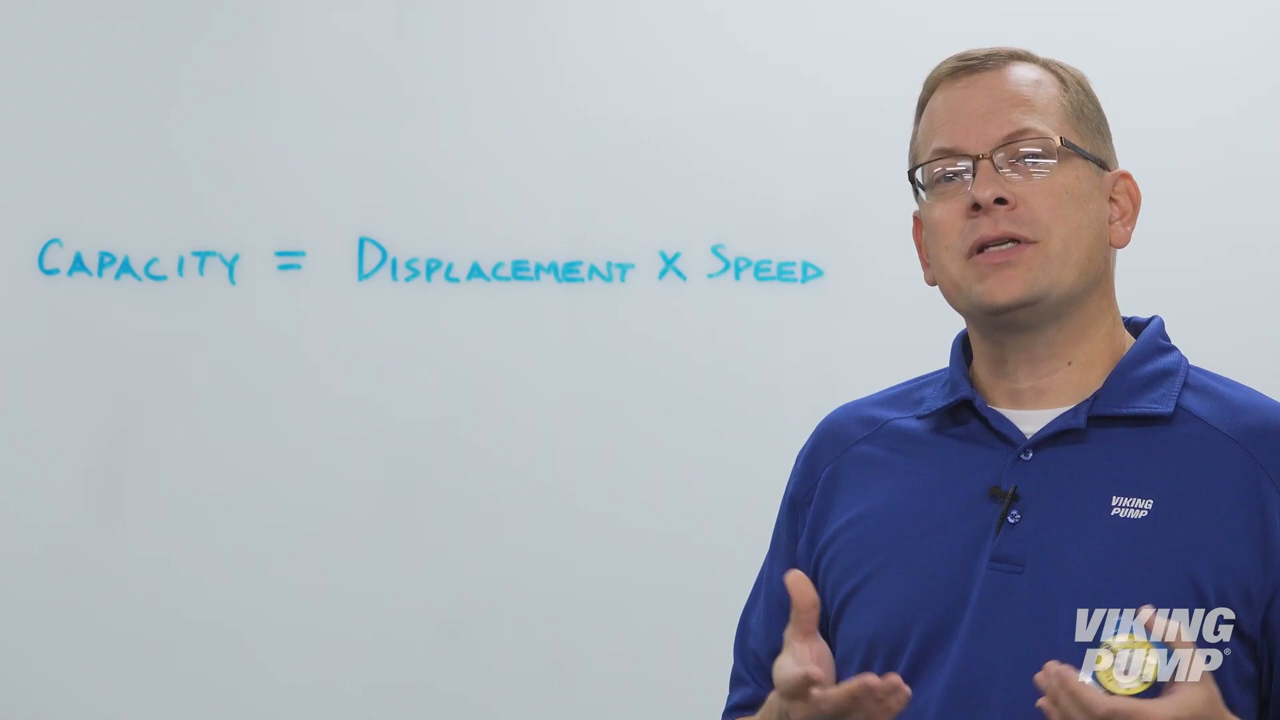 CAPACITY = DISPLACEMENT X SPEED
VIKING
PUMP
VIKING
PUMP®